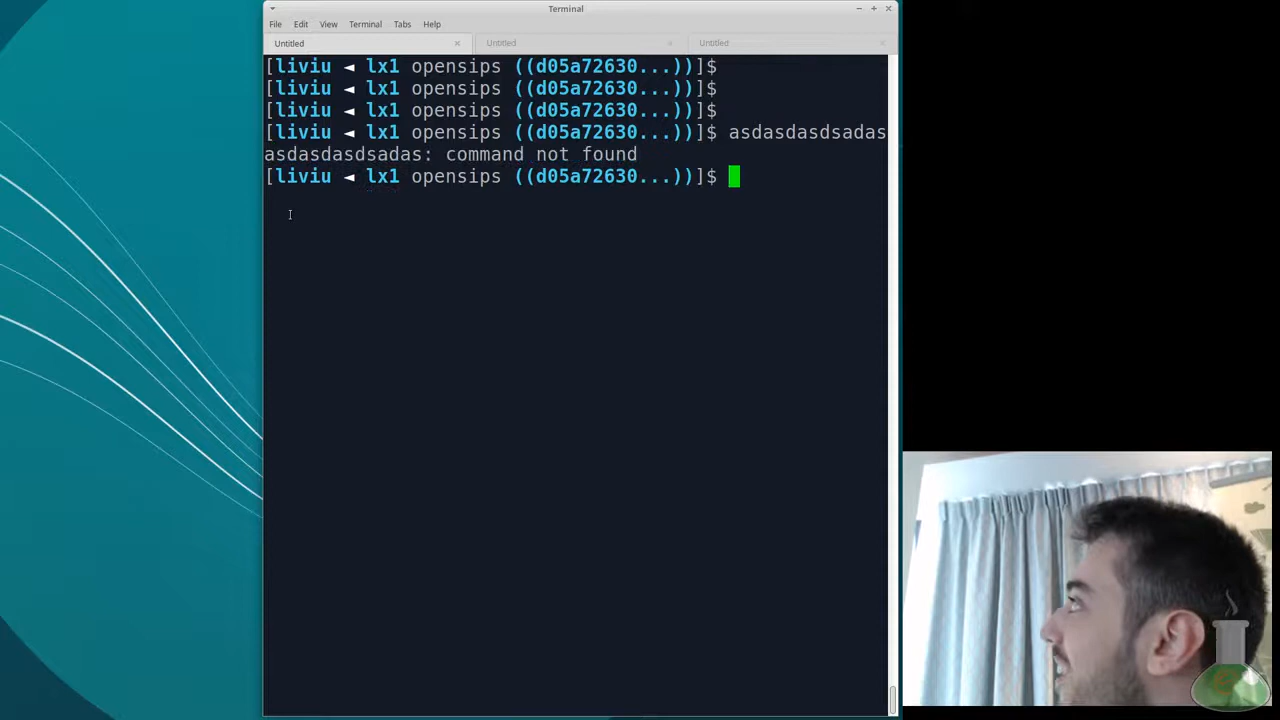 Terminal
File Edit View Terminal Tabs Help
Untitled Untitled Untitled
[liviu ◄ lx1 opensips ((d05a72630...))]$
[liviu ◄ lx1 opensips ((d05a72630...))]$
[liviu ◄ lx1 opensips ((d05a72630...))]$
[liviu ◄ lx1 opensips ((d05a72630...))]$ asdasdasdsadas
asdasdasdsadas: command not found
[liviu ◄ lx1 opensips ((d05a72630...))]$